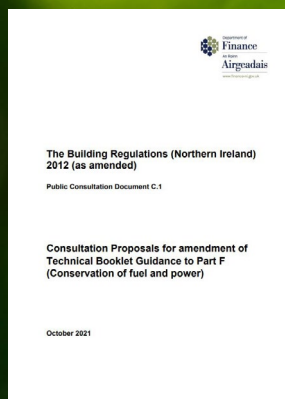 Department of
Finance
An Roinn
Airgeadais
www.finance-ni.gov.uk
The Building Regulations (Northern Ireland)
2012 (as amended)
Public Consultation Document C.1
Consultation Proposals for amendment of
Technical Booklet Guidance to Part F
(Conservation of fuel and power)
October 2021